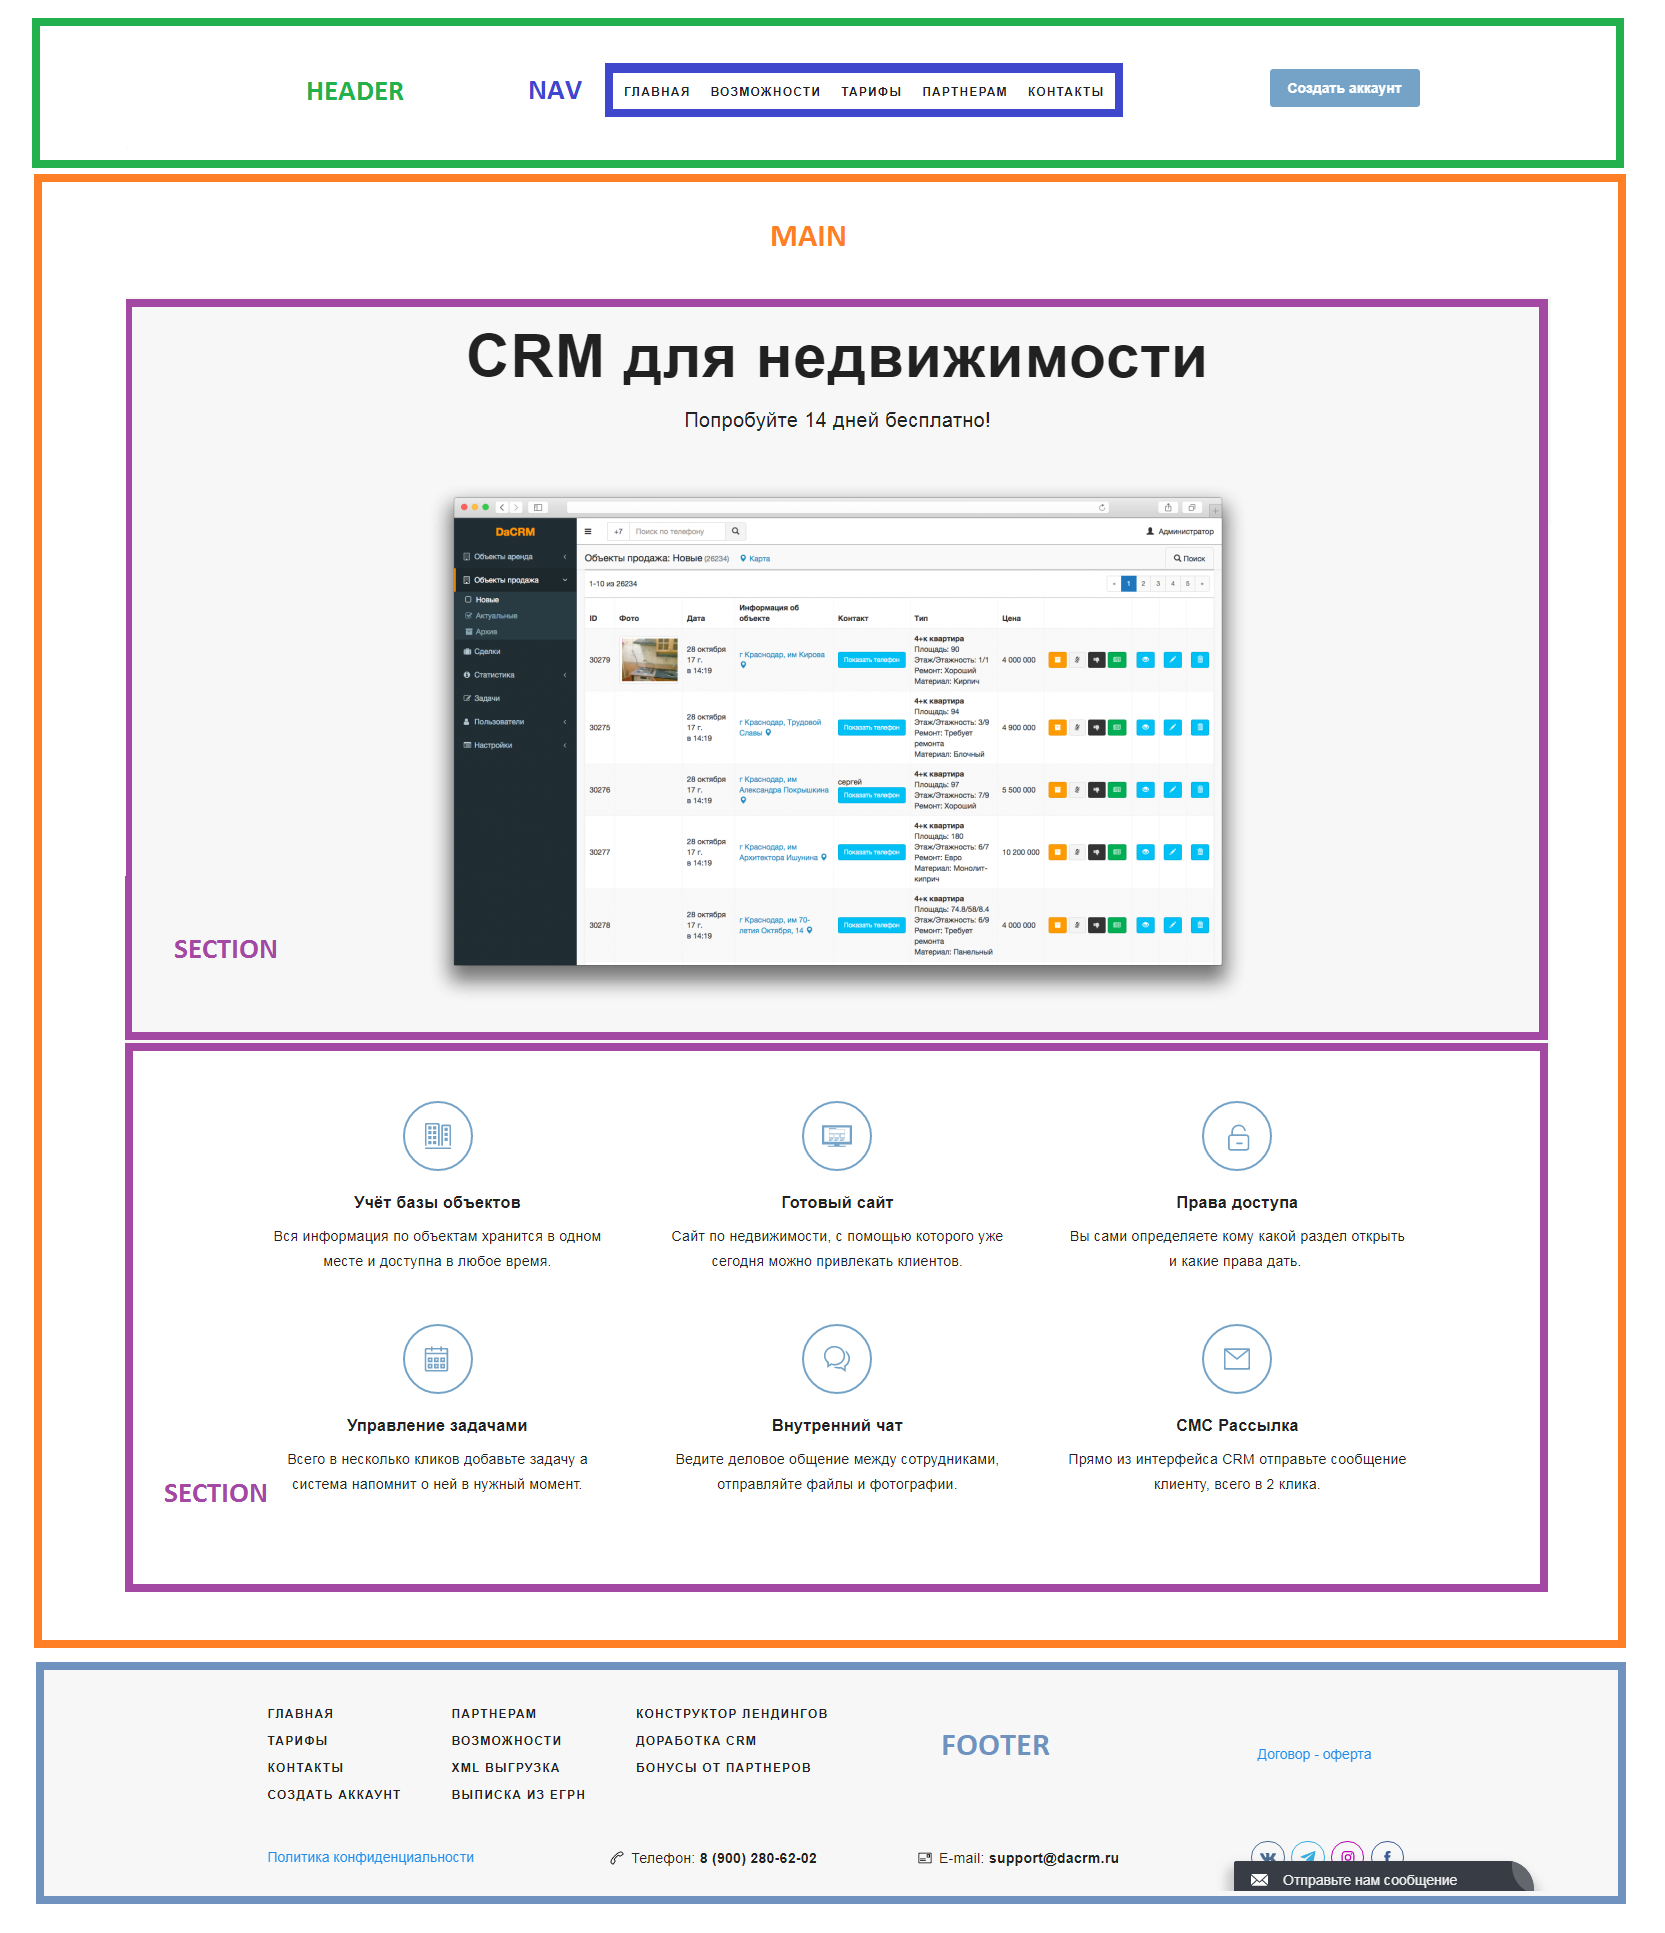 HEADER
NAV
ГЛАВНАЯ ВОЗМОЖНОСТИ ТАРИФЫ ПАРТНЕРАМ КОНТАКТЫ
Создать аккаунт
MAIN
CRM для недвижимости
Попробуйте 14 дней бесплатно!
DaCRM
+7 Поиск по телефону
Администратор
Объекты аренда
Объекты продажа
Новые
Актуальные
Архив
Сделки
Статистика
Задачи
Пользователи
Настройки
Объекты продажа: Новые (26234) Карта
Поиск
1-10 из 26234
« 1 2 3 4 5 »
ID Фото Дата Информация об объекте Контакт Тип Цена
30279
28 октября
17 г.
в 14:19
г Краснодар, им Кирова
Показать телефон
4+к квартира
Площадь: 90
Этаж/Этажность: 1/1
Ремонт: Хороший
Материал: Кирпич
4 000 000
30275
28 октября
17 г.
в 14:19
г Краснодар, Трудовой
Славы
Показать телефон
4+к квартира
Площадь: 94
Этаж/Этажность: 3/9
Ремонт: Требует
ремонта
Материал: Блочный
4 900 000
30276
28 октября
17 г.
в 14:19
г Краснодар, им
Александра Покрышкина
сергей
Показать телефон
4+к квартира
Площадь: 97
Этаж/Этажность: 7/9
Ремонт: Хороший
5 500 000
30277
28 октября
17 г.
в 14:19
г Краснодар, им
Архитектора Ишунина
Показать телефон
4+к квартира
Площадь: 180
Этаж/Этажность: 6/7
Ремонт: Евро
Материал: Монолит-
киприч
10 200 000
30278
28 октября
17 г.
в 14:19
г Краснодар, им 70-
летия Октября, 14
Показать телефон
4+к квартира
Площадь: 74.8/58/8.4
Этаж/Этажность: 6/9
Ремонт: Требует
ремонта
Материал: Панельный
4 000 000
SECTION
Учёт базы объектов
Вся информация по объектам хранится в одном
месте и доступна в любое время.
Готовый сайт
Сайт по недвижимости, с помощью которого уже
сегодня можно привлекать клиентов.
Права доступа
Вы сами определяете кому какой раздел открыть
и какие права дать.
Управление задачами
Всего в несколько кликов добавьте задачу а
система напомнит о ней в нужный момент.
Внутренний чат
Ведите деловое общение между сотрудниками,
отправляйте файлы и фотографии.
СМС Рассылка
Прямо из интерфейса CRM отправьте сообщение
клиенту, всего в 2 клика.
SECTION
ГЛАВНАЯ
ТАРИФЫ
КОНТАКТЫ
СОЗДАТЬ АККАУНТ
ПАРТНЕРАМ
ВОЗМОЖНОСТИ
XML ВЫГРУЗКА
ВЫПИСКА ИЗ ЕГРН
КОНСТРУКТОР ЛЕНДИНГОВ
ДОРАБОТКА CRM
БОНУСЫ ОТ ПАРТНЕРОВ
FOOTER
Договор - оферта
Политика конфиденциальности
Телефон: 8 (900) 280-62-02
E-mail: support@dacrm.ru
Отправьте нам сообщение